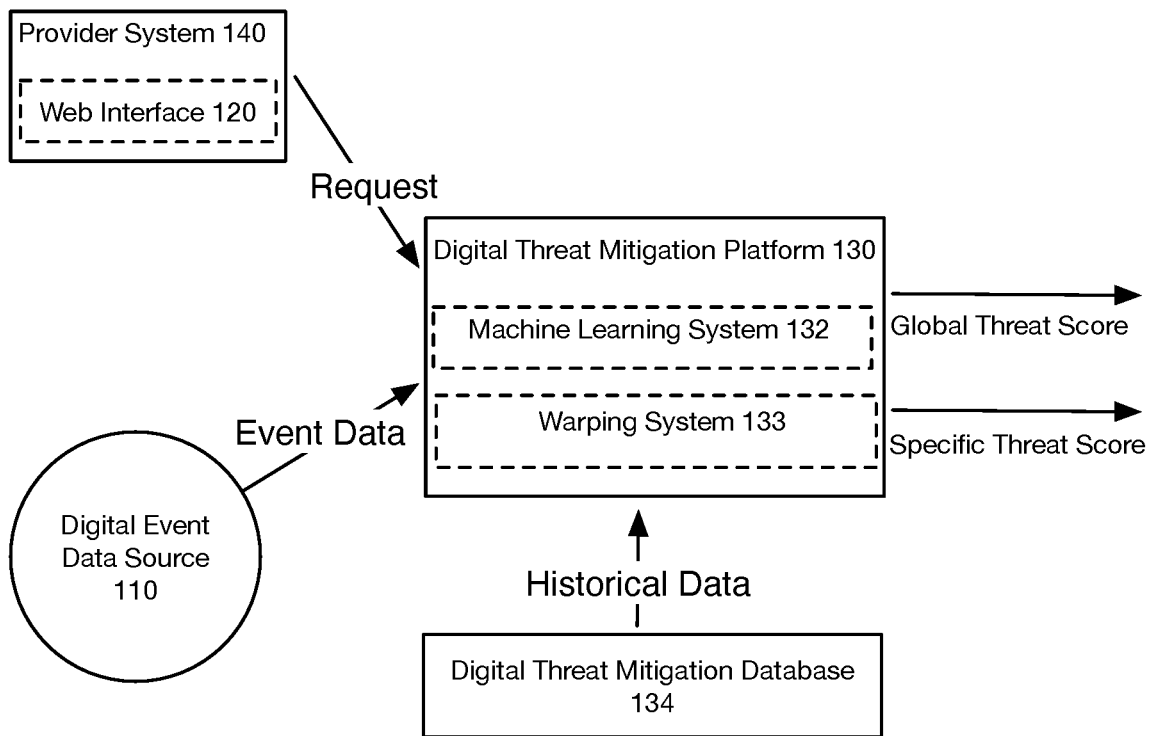 Provider System 140
Web Interface 120
Request
Digital Threat Mitigation Platform 130
Machine Learning System 132
Global Threat Score
Warping System 133
Specific Threat Score
Event Data
Digital Event
Data Source
110
Historical Data
Digital Threat Mitigation Database
134